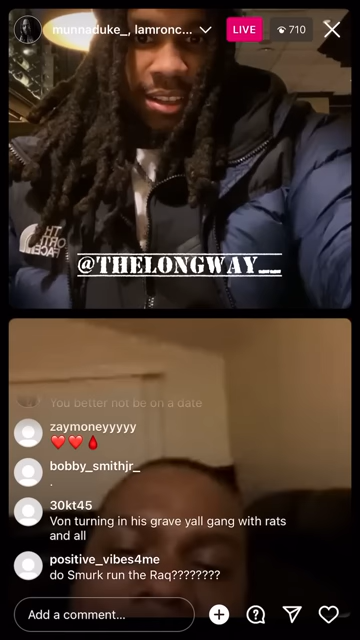 munnaduke_, lamronc...
LIVE
710
THE
NORTH
FACE
@THELONGWAY__
You better not be on a date
zaymoneyyyyy
❤️❤️🩸
bobby_smithjr_
.
30kt45
Von turning in his grave yall gang with rats
and all
positive_vibes4me
do Smurk run the Raq????????
Add a comment...